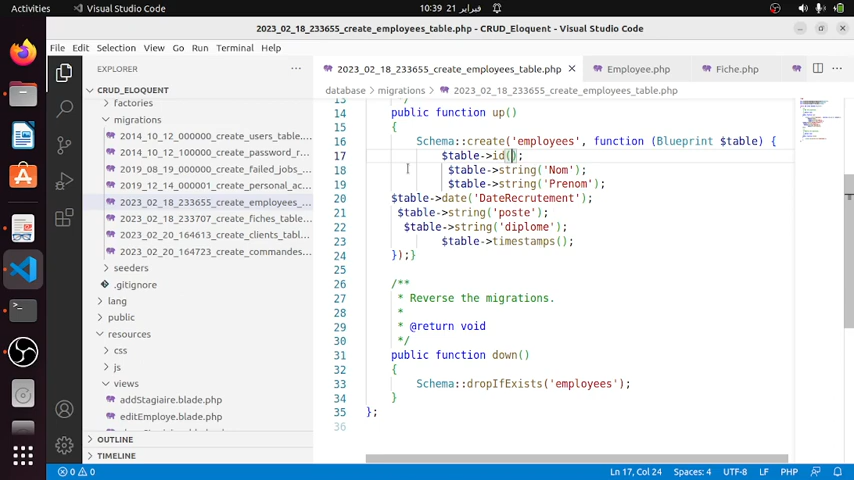 Activities
Visual Studio Code
10:39 21 فبراير
2023_02_18_233655_create_employees_table.php - CRUD_Eloquent - Visual Studio Code
File Edit Selection View Go Run Terminal Help
EXPLORER
CRUD_ELOQUENT
factories
migrations
2014_10_12_000000_create_users_table....
2014_10_12_100000_create_password_r...
2019_08_19_000000_create_failed_jobs_...
2019_12_14_000001_create_personal_ac...
2023_02_18_233655_create_employees_...
2023_02_18_233707_create_fiches_table...
2023_02_20_164613_create_clients_tabl...
2023_02_20_164723_create_commandes...
seeders
.gitignore
lang
public
resources
css
js
views
addStagiaire.blade.php
editEmploye.blade.php
OUTLINE
TIMELINE
2023_02_18_233655_create_employees_table.php
Employee.php
Fiche.php
database > migrations > 2023_02_18_233655_create_employees_table.php
13 */
14 public function up()
15 {
16 Schema::create('employees', function (Blueprint $table) {
17 $table->id();
18 $table->string('Nom');
19 $table->string('Prenom');
20 $table->date('DateRecrutement');
21 $table->string('poste');
22 $table->string('diplome');
23 $table->timestamps();
24 });}
25
26 /**
27 * Reverse the migrations.
28 *
29 * @return void
30 */
31 public function down()
32 {
33 Schema::dropIfExists('employees');
34 }
35 };
36
0 0
Ln 17, Col 24
Spaces: 4
UTF-8
LF
PHP